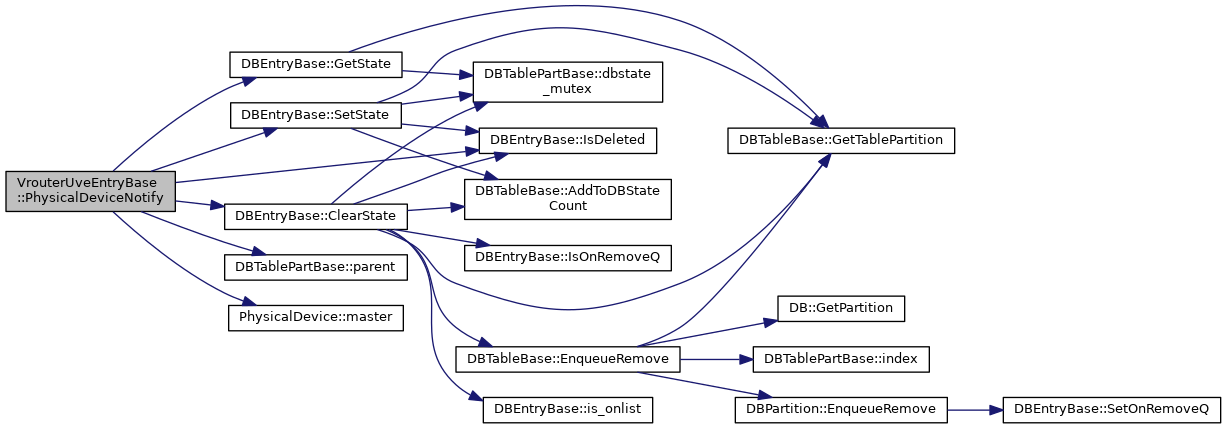 VrouterUveEntryBase
::PhysicalDeviceNotify
DBEntryBase::GetState
DBEntryBase::SetState
DBEntryBase::ClearState
DBTablePartBase::parent
PhysicalDevice::master
DBTablePartBase::dbstate
_mutex
DBEntryBase::IsDeleted
DBTableBase::AddToDBState
Count
DBEntryBase::IsOnRemoveQ
DBTableBase::EnqueueRemove
DBEntryBase::is_onlist
DBTableBase::GetTablePartition
DB::GetPartition
DBTablePartBase::index
DBPartition::EnqueueRemove
DBEntryBase::SetOnRemoveQ